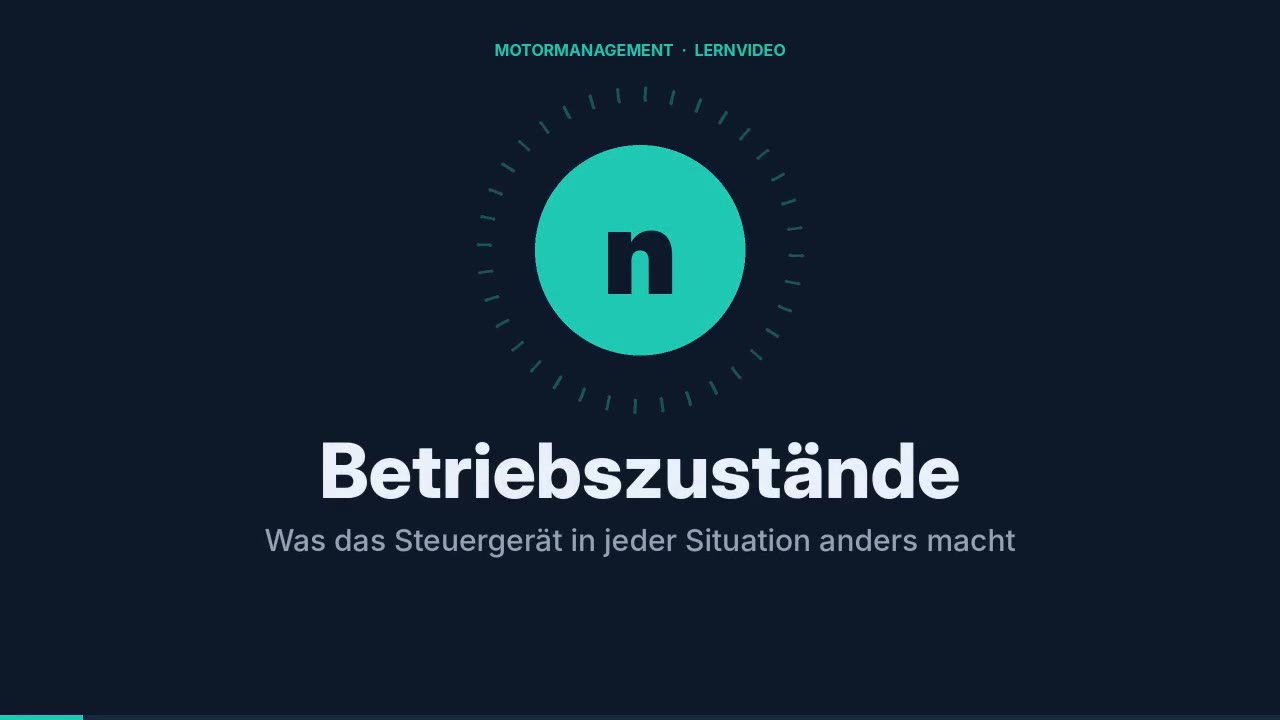 MOTORMANAGEMENT · LERNVIDEO
n
Betriebszustände
Was das Steuergerät in jeder Situation anders macht